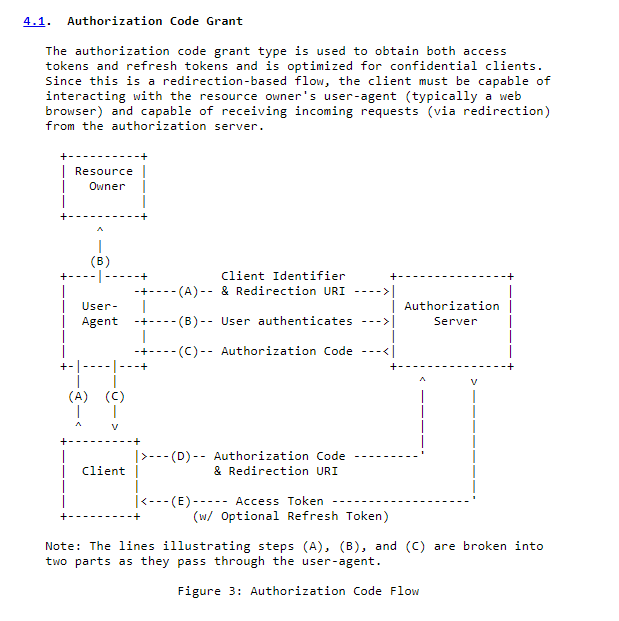 4.1.  Authorization Code Grant
The authorization code grant type is used to obtain both access
tokens and refresh tokens and is optimized for confidential clients.
Since this is a redirection-based flow, the client must be capable of
interacting with the resource owner's user-agent (typically a web
browser) and capable of receiving incoming requests (via redirection)
from the authorization server.
Resource
Owner
(B)
Client Identifier
(A)-- & Redirection URI
User-
Agent
(B)-- User authenticates
Authorization
Server
(C)-- Authorization Code
(A)  (C)
Client
(D)-- Authorization Code
& Redirection URI
(E)----- Access Token
(w/ Optional Refresh Token)
Note: The lines illustrating steps (A), (B), and (C) are broken into
two parts as they pass through the user-agent.
Figure 3: Authorization Code Flow